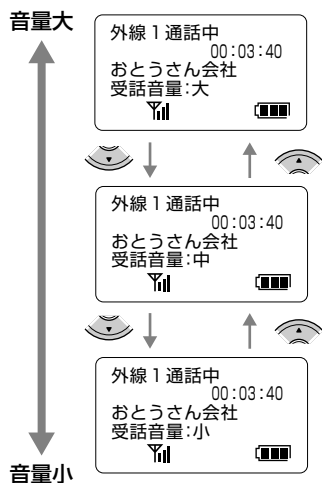 音量大
外線1通話中
00:03:40
おとうさん会社
受話音量:大
外線1通話中
00:03:40
おとうさん会社
受話音量:中
外線1通話中
00:03:40
おとうさん会社
受話音量:小
音量小